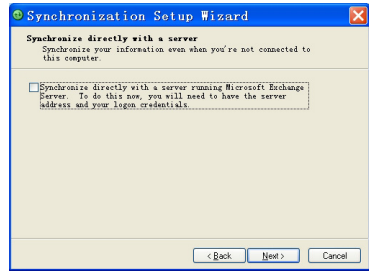 Synchronization Setup Wizard
Synchronize directly with a server
Synchronize your information even when you're not connected to
this computer.
Synchronize directly with a server running Microsoft Exchange
Server. To do this now, you will need to have the server
address and your logon credentials.
< Back Next > Cancel